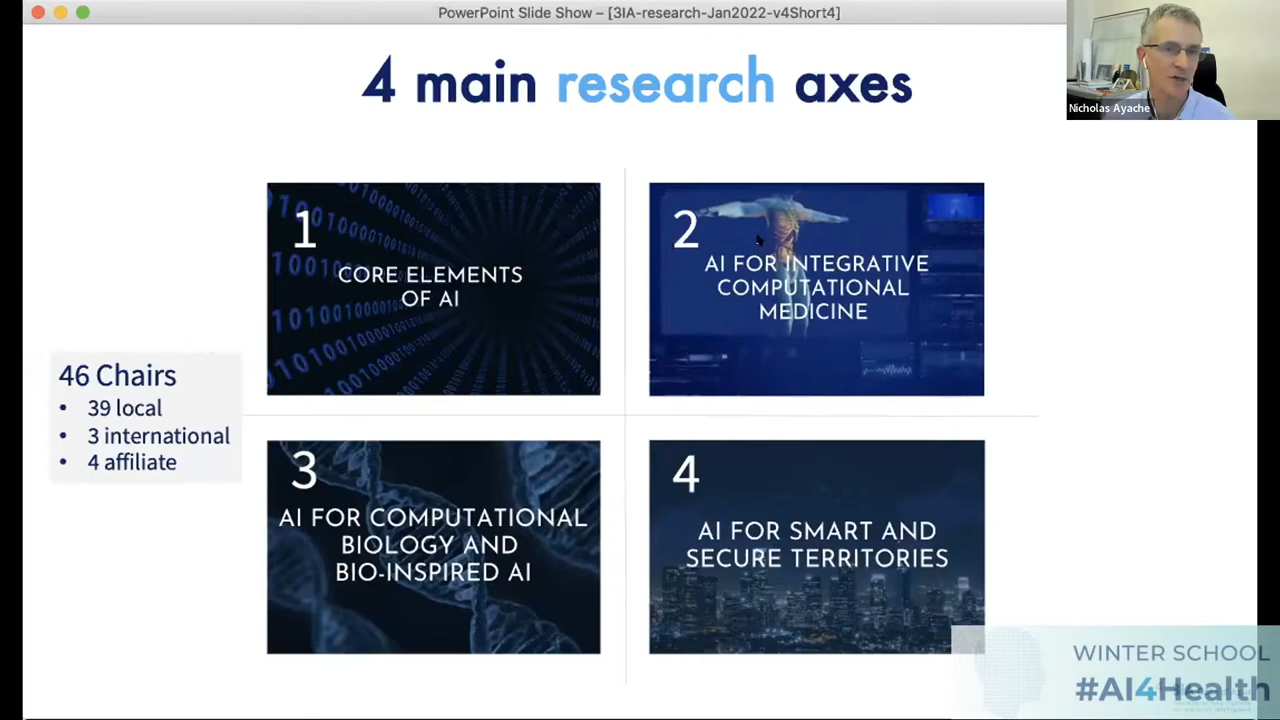 PowerPoint Slide Show – [3IA-research-Jan2022-v4Short4]
Nicholas Ayache
4 main research axes
1
CORE ELEMENTS
OF AI
2
AI FOR INTEGRATIVE
COMPUTATIONAL
MEDICINE
46 Chairs
• 39 local
• 3 international
• 4 affiliate
3
AI FOR COMPUTATIONAL
BIOLOGY AND
BIO-INSPIRED AI
4
AI FOR SMART AND
SECURE TERRITORIES
WINTER SCHOOL
#AI4Health